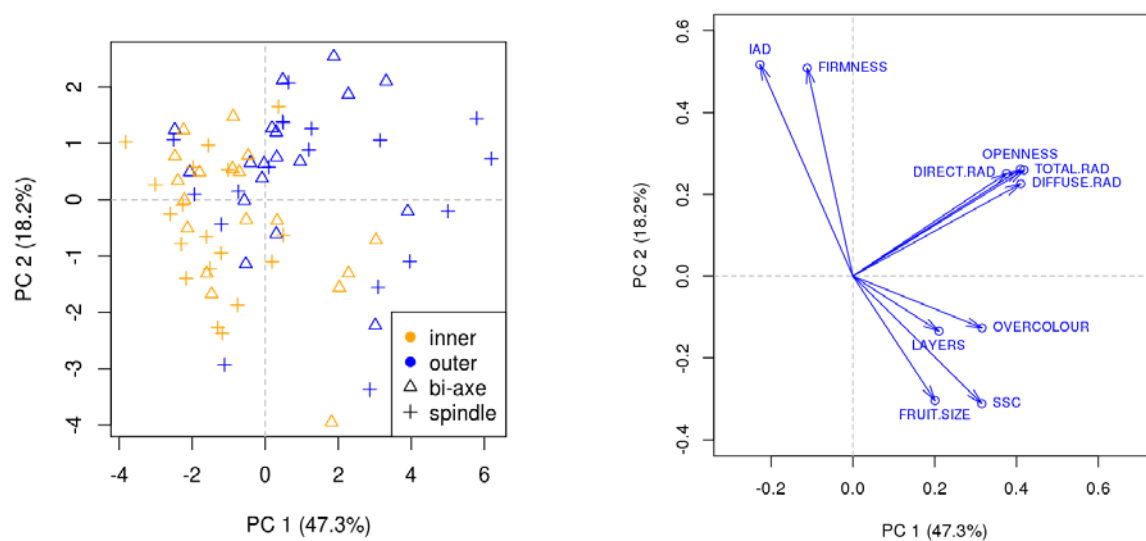 2
1
0
-1
-2
-3
-4
PC 2 (18.2%)
inner
outer
bi-axe
spindle
-4 -2 0 2 4 6
PC 1 (47.3%)
0.6
0.4
0.2
0.0
-0.2
-0.4
PC 2 (18.2%)
IAD
FIRMNESS
OPENNESS
DIRECT.RAD TOTAL.RAD
DIFFUSE.RAD
OVERCOLOUR
LAYERS
FRUIT.SIZE SSC
-0.2 0.0 0.2 0.4 0.6
PC 1 (47.3%)